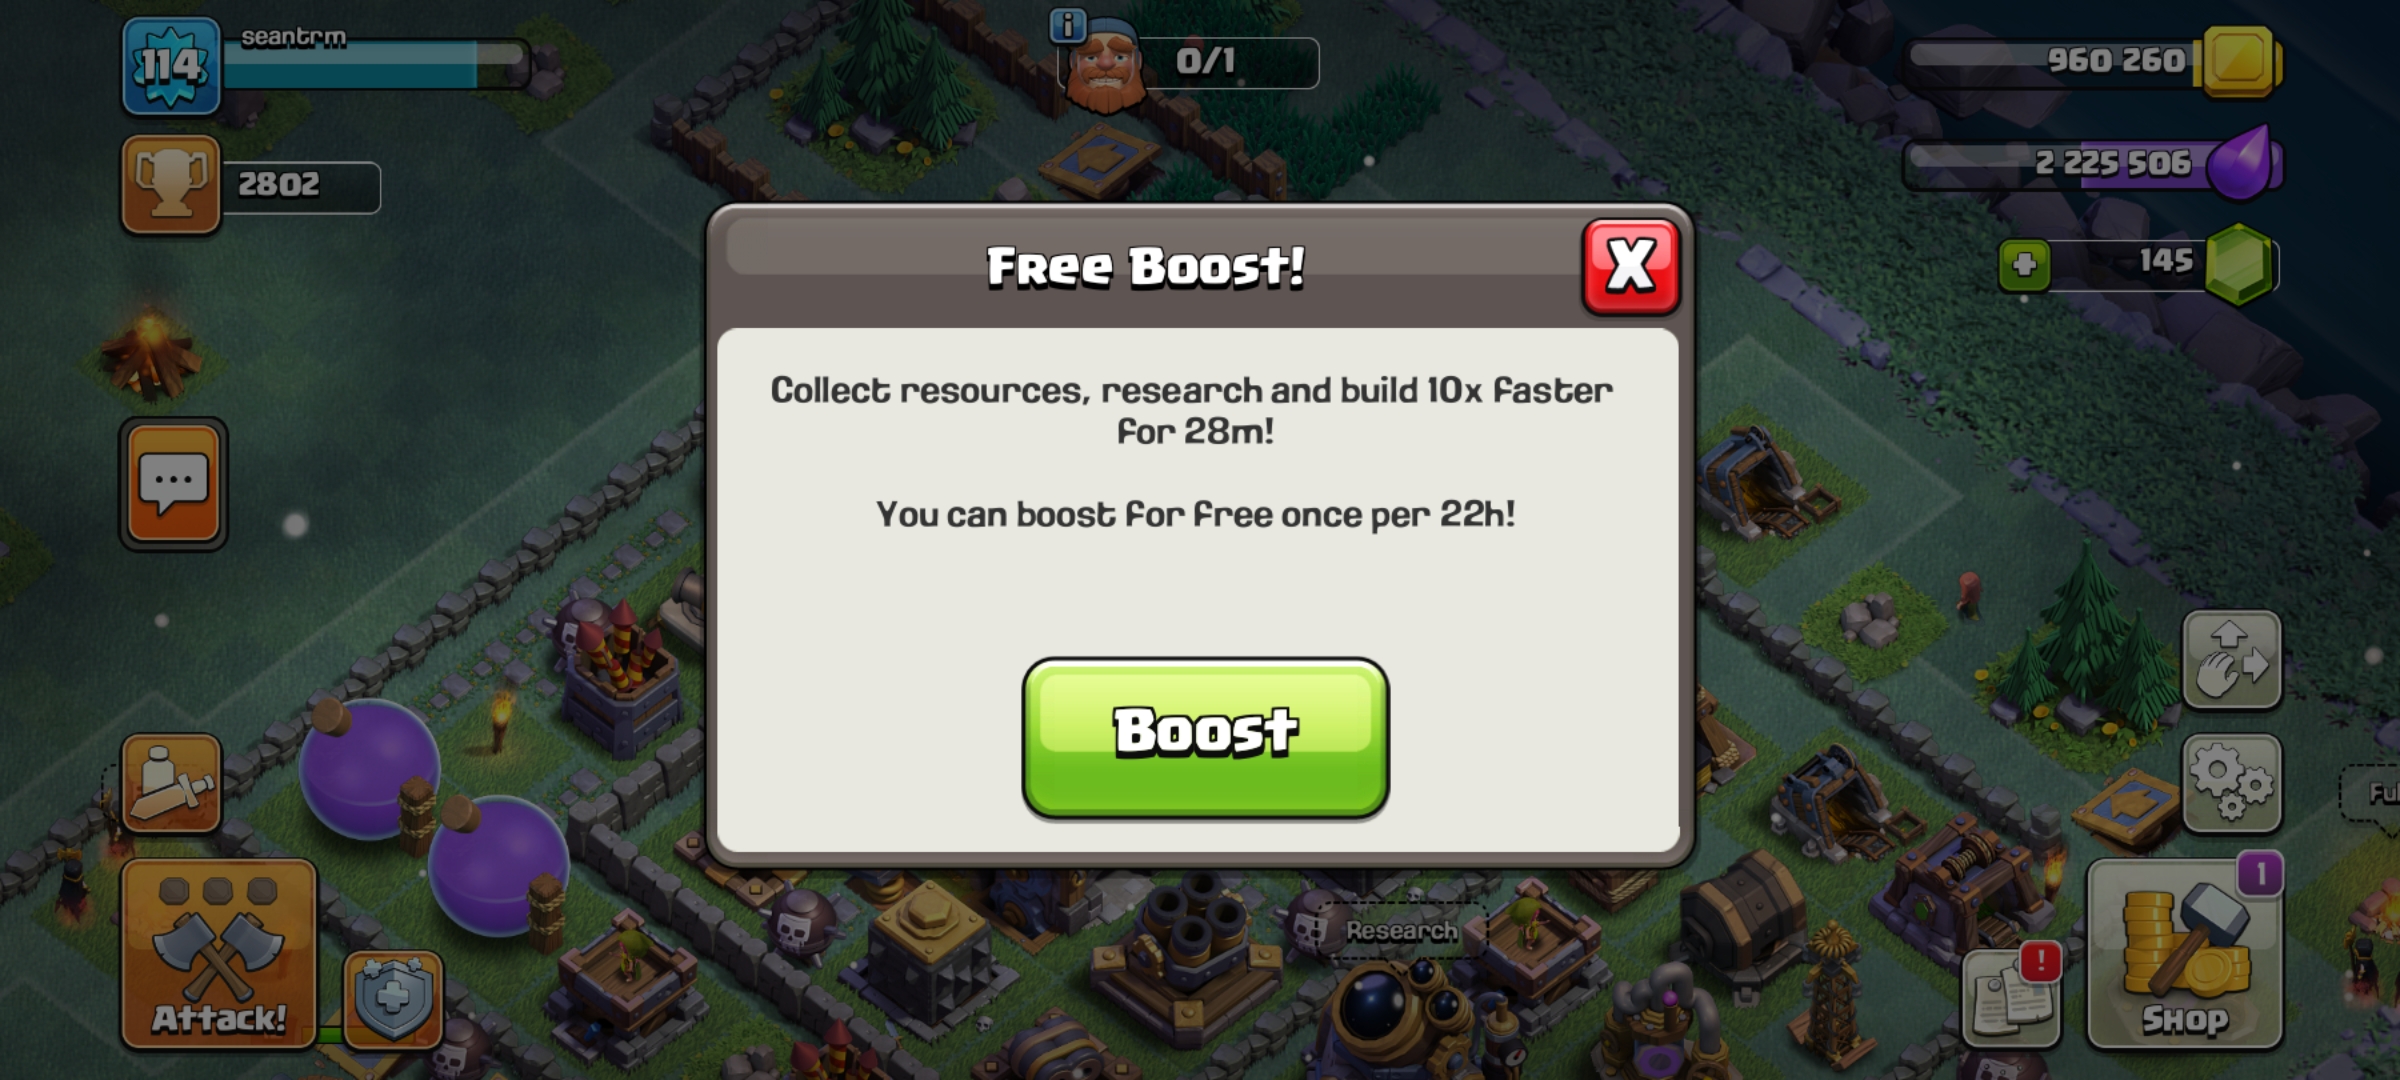 114
seantrm
i
0/1
960 260
2802
2 225 506
145
Free Boost!
X
Collect resources, research and build 10x faster
for 28m!
You can boost for free once per 22h!
Boost
Research
1
!
Attack!
Shop